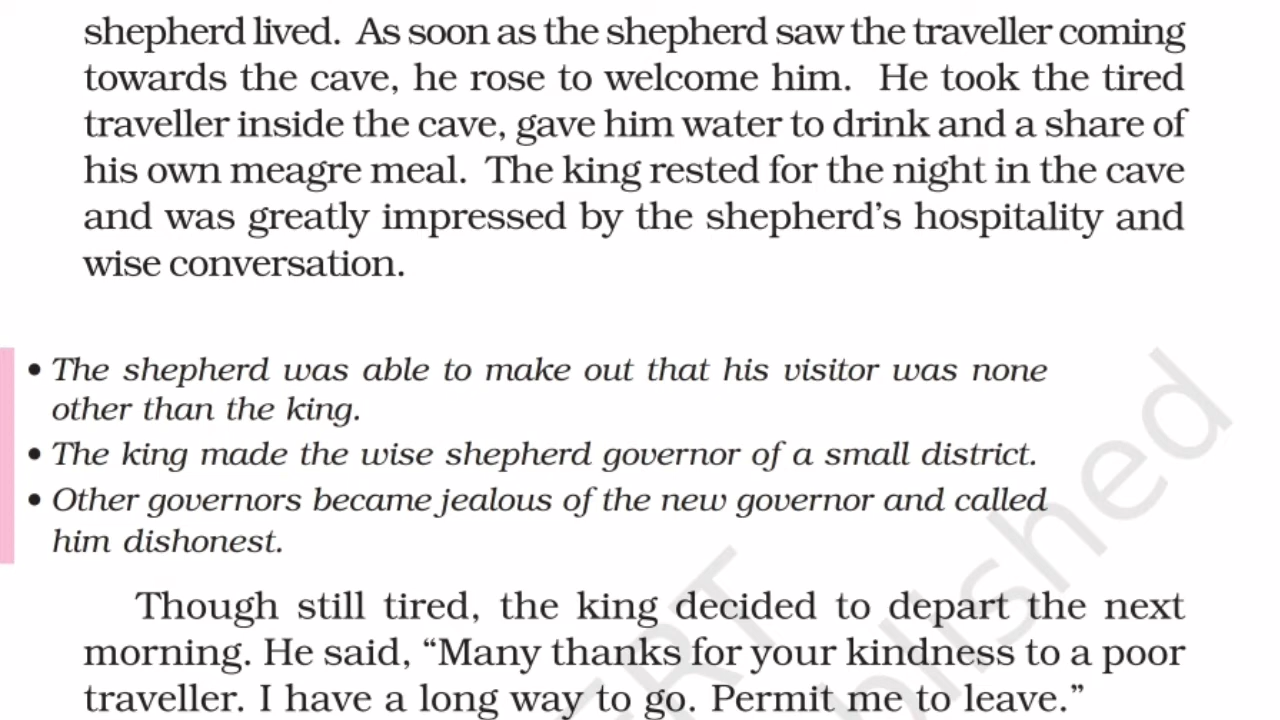 shepherd lived. As soon as the shepherd saw the traveller coming
towards the cave, he rose to welcome him. He took the tired
traveller inside the cave, gave him water to drink and a share of
his own meagre meal. The king rested for the night in the cave
and was greatly impressed by the shepherd’s hospitality and
wise conversation.
• The shepherd was able to make out that his visitor was none
other than the king.
• The king made the wise shepherd governor of a small district.
• Other governors became jealous of the new governor and called
him dishonest.
Though still tired, the king decided to depart the next
morning. He said, “Many thanks for your kindness to a poor
traveller. I have a long way to go. Permit me to leave.”